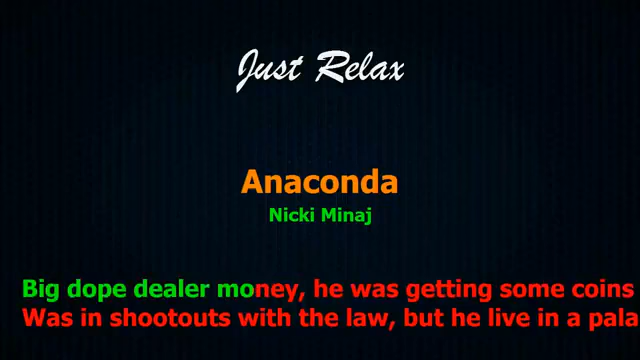 Just Relax
Anaconda
Nicki Minaj
Big dope dealer money, he was getting some coins
Was in shootouts with the law, but he live in a pala